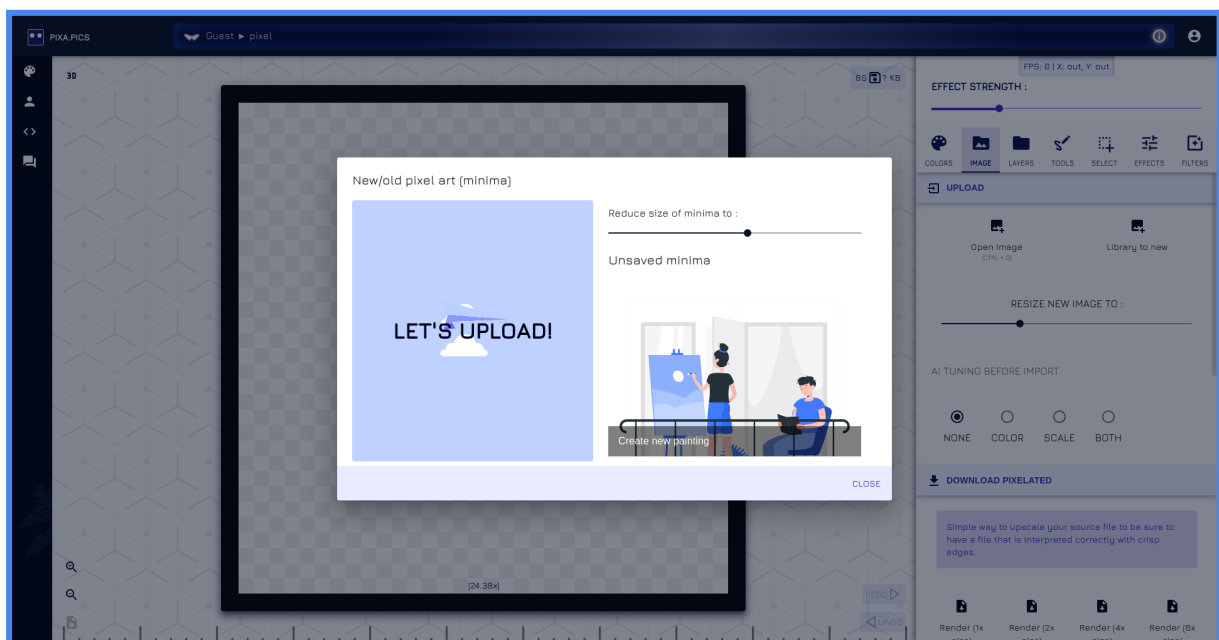 PIXA.PICS
Guest ► pixel
3D
BS ? KB
FPS: 0 | X: out, Y: out
EFFECT STRENGTH :
COLORS IMAGE LAYERS TOOLS SELECT EFFECTS FILTERS
UPLOAD
Open image
[CTRL + O]
Library to new
RESIZE NEW IMAGE TO :
AI TUNING BEFORE IMPORT
NONE COLOR SCALE BOTH
DOWNLOAD PIXELATED
Simple way to upscale your source file to be sure to
have a file that is interpreted correctly with crisp
edges.
Render (1x Render (2x Render (4x Render (6x
New/old pixel art (minima)
LET'S UPLOAD!
Reduce size of minima to :
Unsaved minima
Create new painting
CLOSE
[24.38x]
REDO
UNDO